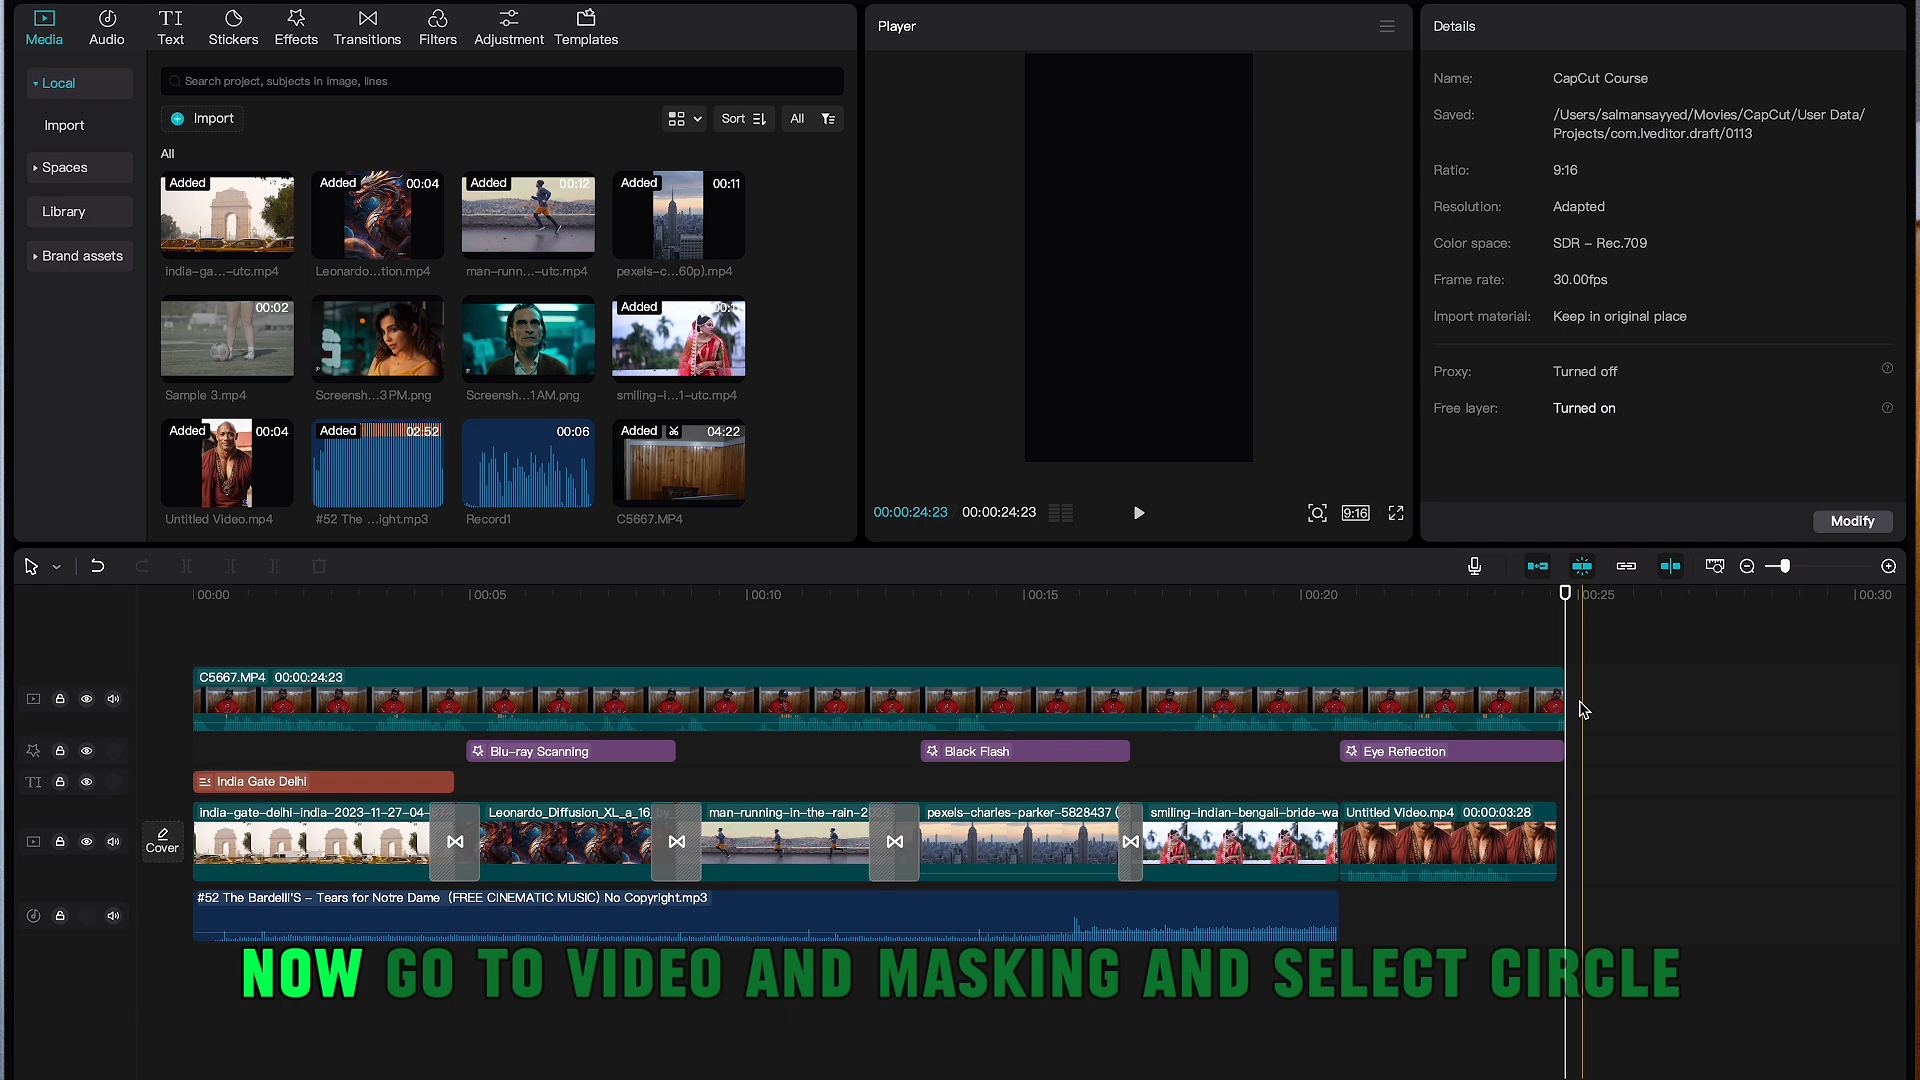 Media
Audio
Text
Stickers
Effects
Transitions
Filters
Adjustment
Templates
Local
Import
Spaces
Library
Brand assets
Search project, subjects in image, lines
Import
Sort
All
All
Added
india-ga...-utc.mp4
Added 00:04
Leonardo...tion.mp4
Added 00:12
man-runn...-utc.mp4
Added 00:11
pexels-c...60p).mp4
00:02
Sample 3.mp4
Screensh...3 PM.png
Screensh...1 AM.png
Added
smiling-i...1-utc.mp4
Added 00:04
Untitled Video.mp4
Added 02:52
#52 The ...ight.mp3
00:06
Record1
Added 04:22
C5667.MP4
Player
00:00:24:23 00:00:24:23
9:16
Details
Name: CapCut Course
Saved: /Users/salmansayyed/Movies/CapCut/User Data/
Projects/com.lveditor.draft/0113
Ratio: 9:16
Resolution: Adapted
Color space: SDR – Rec.709
Frame rate: 30.00fps
Import material: Keep in original place
Proxy: Turned off
Free layer: Turned on
Modify
00:00 00:05 00:10 00:15 00:20 00:25 00:30
C5667.MP4 00:00:24:23
Blu-ray Scanning
Black Flash
Eye Reflection
TI
India Gate Delhi
Cover
india-gate-delhi-india-2023-11-27-04-
Leonardo_Diffusion_XL_a_16_by_
man-running-in-the-rain-2
pexels-charles-parker-5828437 (
smiling-indian-bengali-bride-wa
Untitled Video.mp4 00:00:03:28
#52 The Bardelli'S – Tears for Notre Dame (FREE CINEMATIC MUSIC) No Copyright.mp3
NOW GO TO VIDEO AND MASKING AND SELECT CIRCLE